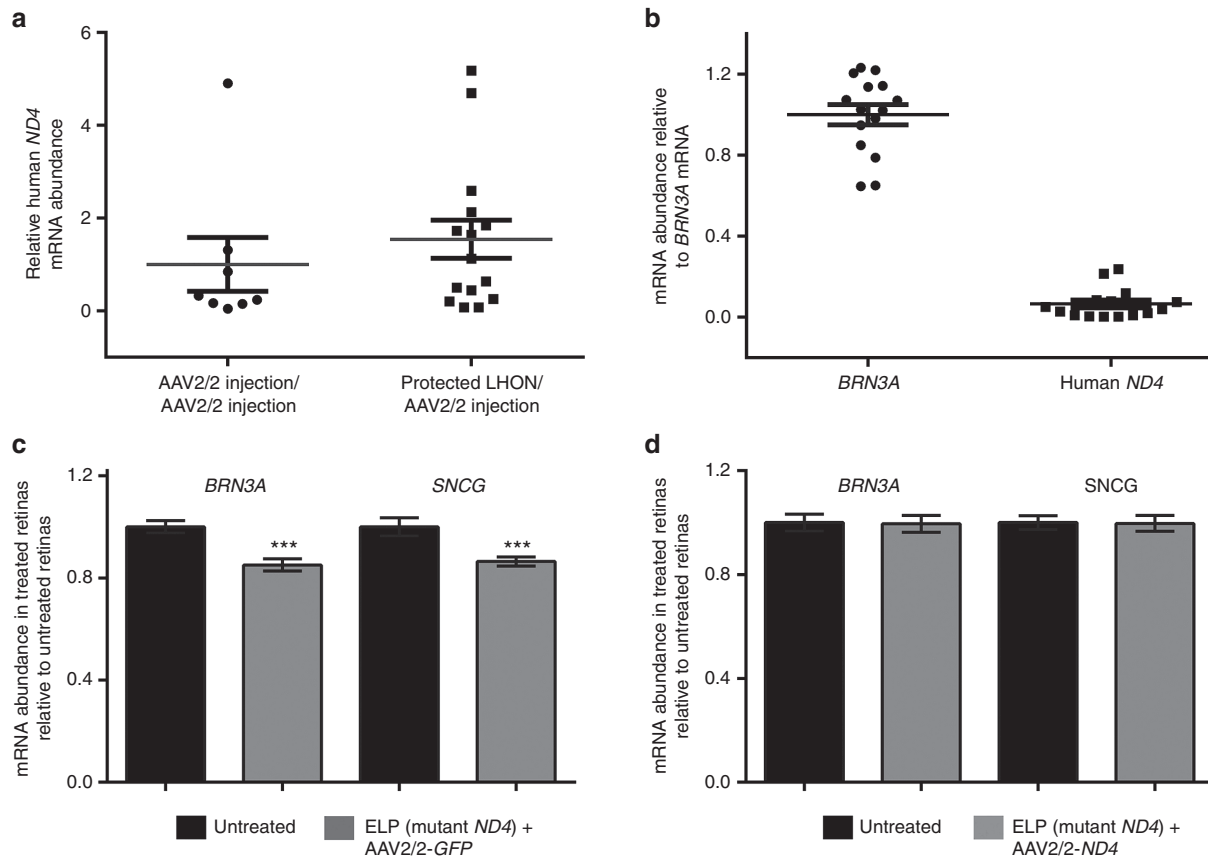 a
Relative human ND4
mRNA abundance
6
4
2
0
AAV2/2 injection/
AAV2/2 injection
Protected LHON/
AAV2/2 injection
b
mRNA abundance relative
to BRN3A mRNA
1.2
0.8
0.4
0.0
BRN3A
Human ND4
c
mRNA abundance in treated retinas
relative to untreated retinas
1.2
0.8
0.4
0.0
BRN3A
SNCG
***
***
Untreated
ELP (mutant ND4) +
AAV2/2-GFP
d
mRNA abundance in treated retinas
relative to untreated retinas
1.2
0.8
0.4
0.0
BRN3A
SNCG
Untreated
ELP (mutant ND4) +
AAV2/2-ND4